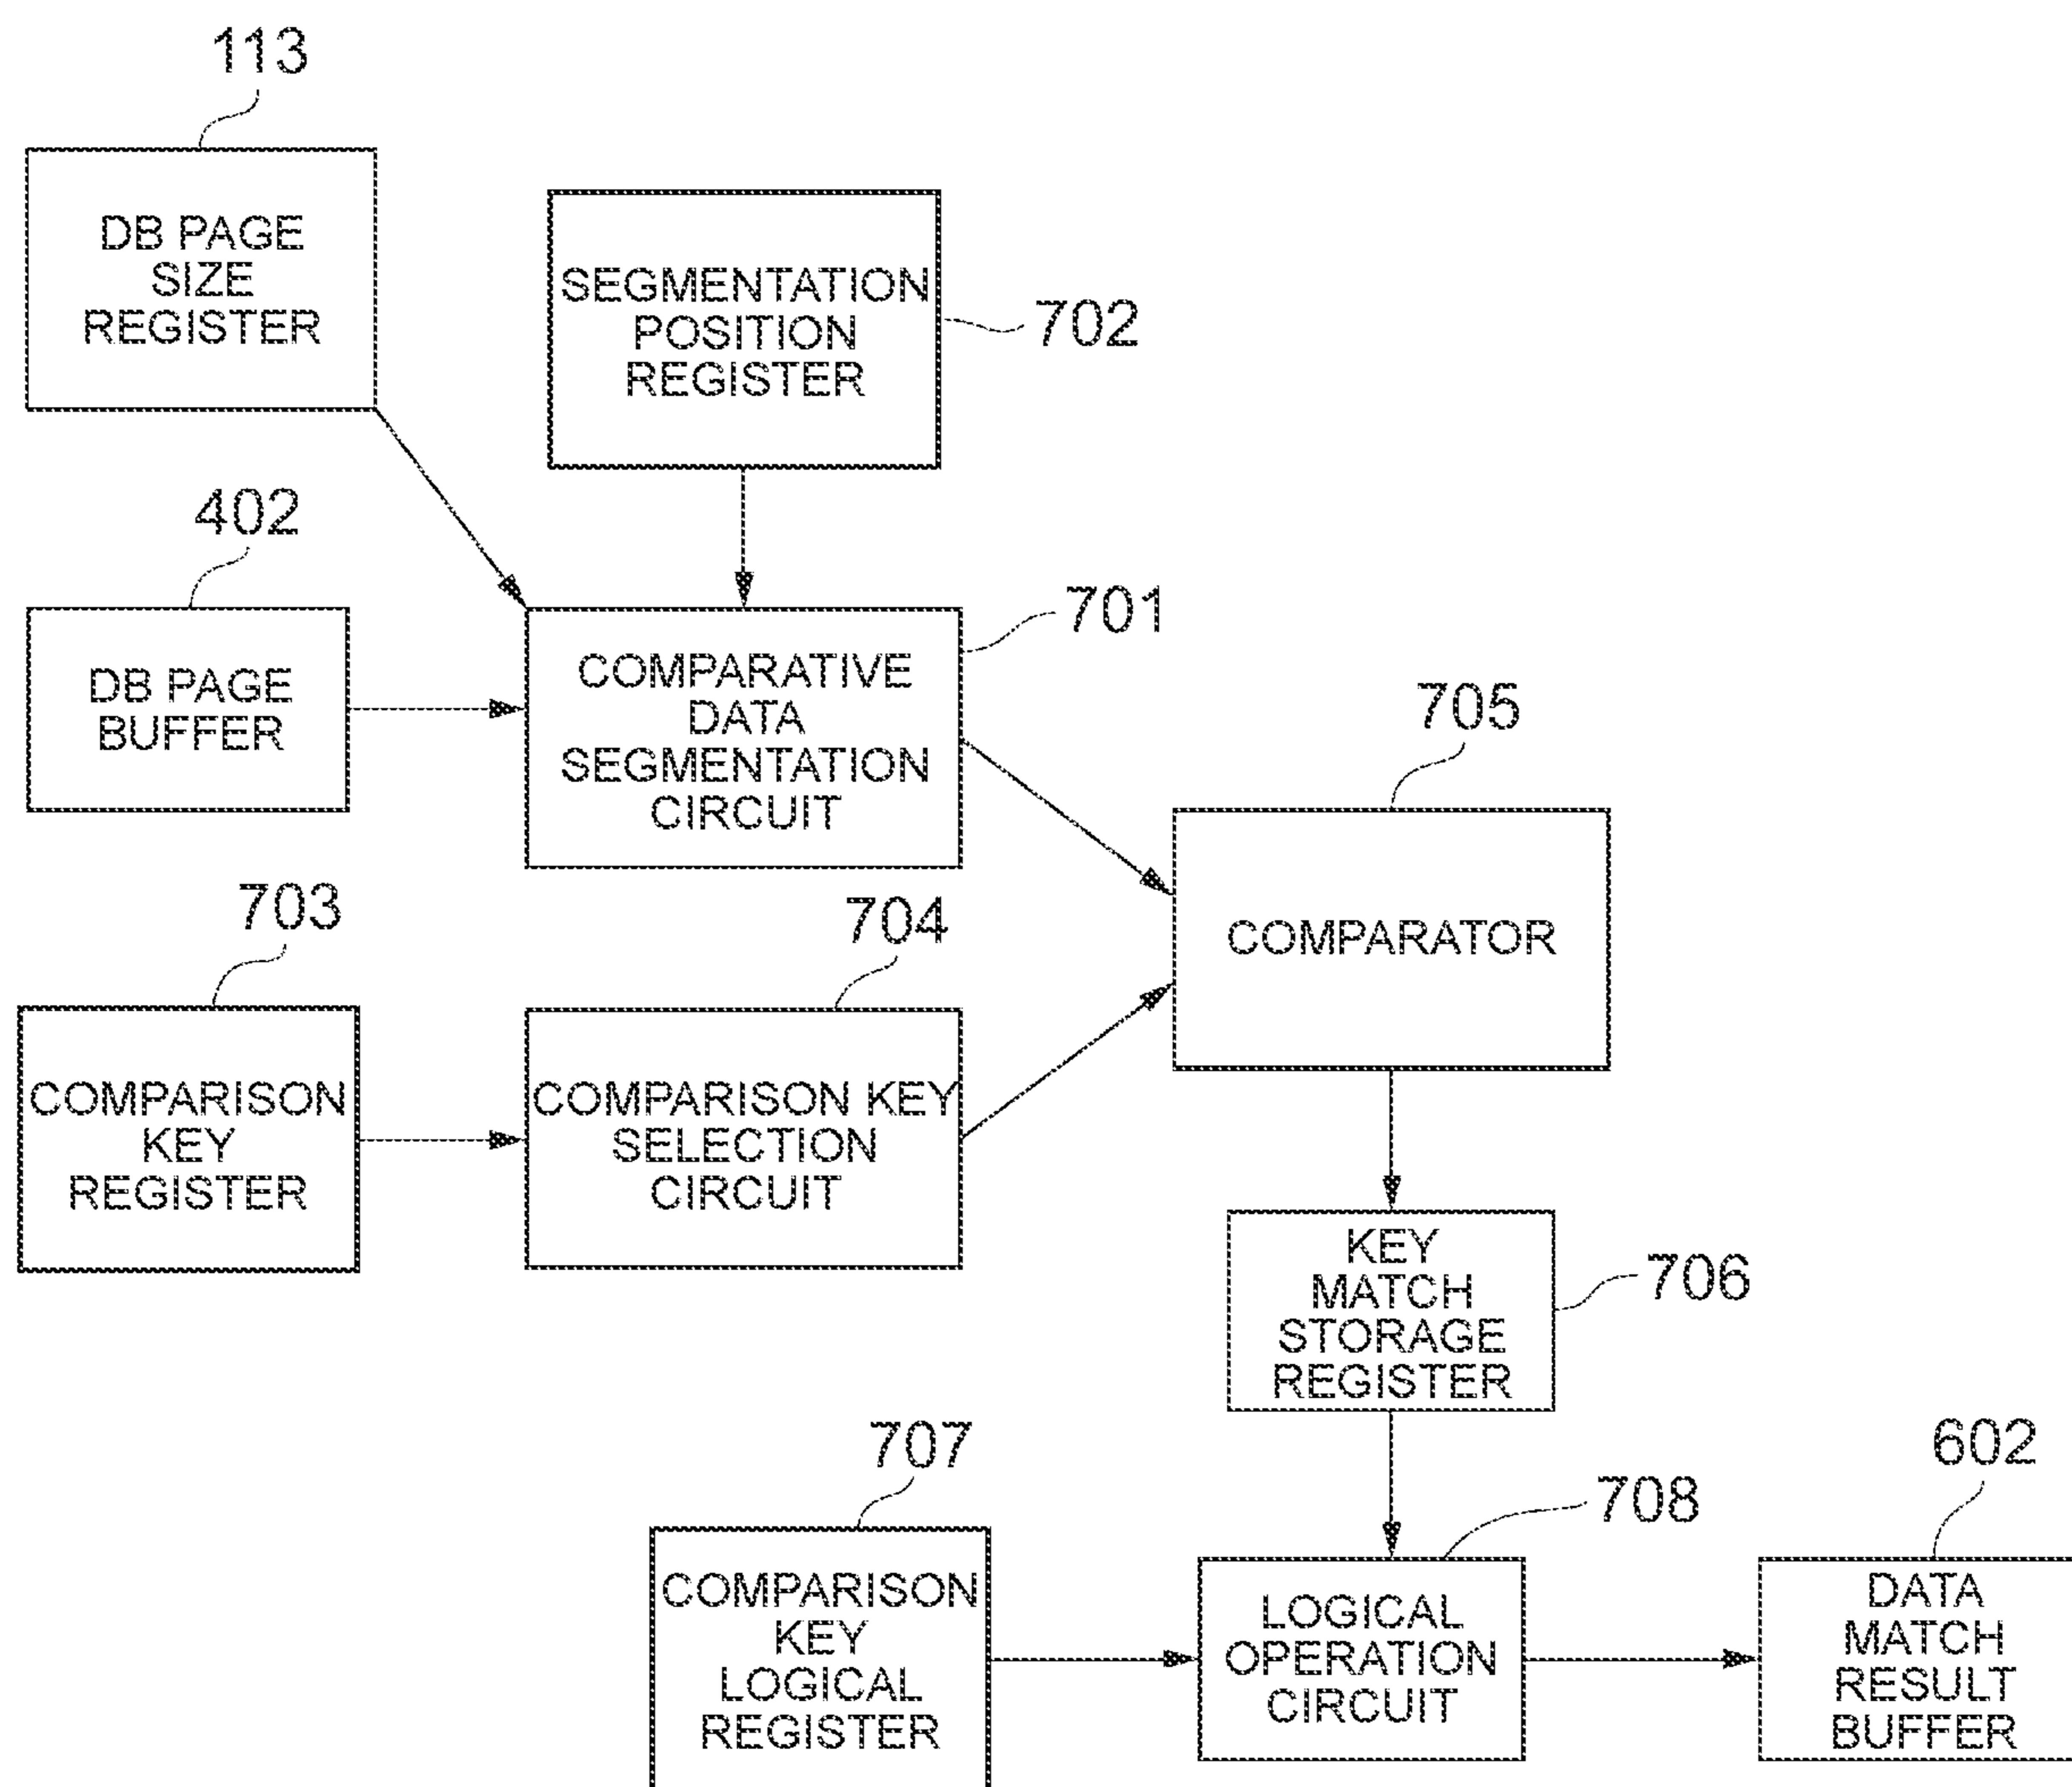 113
DB PAGE
SIZE
REGISTER
SEGMENTATION
POSITION
REGISTER
702
402
DB PAGE
BUFFER
701
COMPARATIVE
DATA
SEGMENTATION
CIRCUIT
705
COMPARATOR
703
COMPARISON
KEY
REGISTER
704
COMPARISON KEY
SELECTION
CIRCUIT
KEY
MATCH
STORAGE
REGISTER
706
707
COMPARISON
KEY
LOGICAL
REGISTER
708
LOGICAL
OPERATION
CIRCUIT
602
DATA
MATCH
RESULT
BUFFER